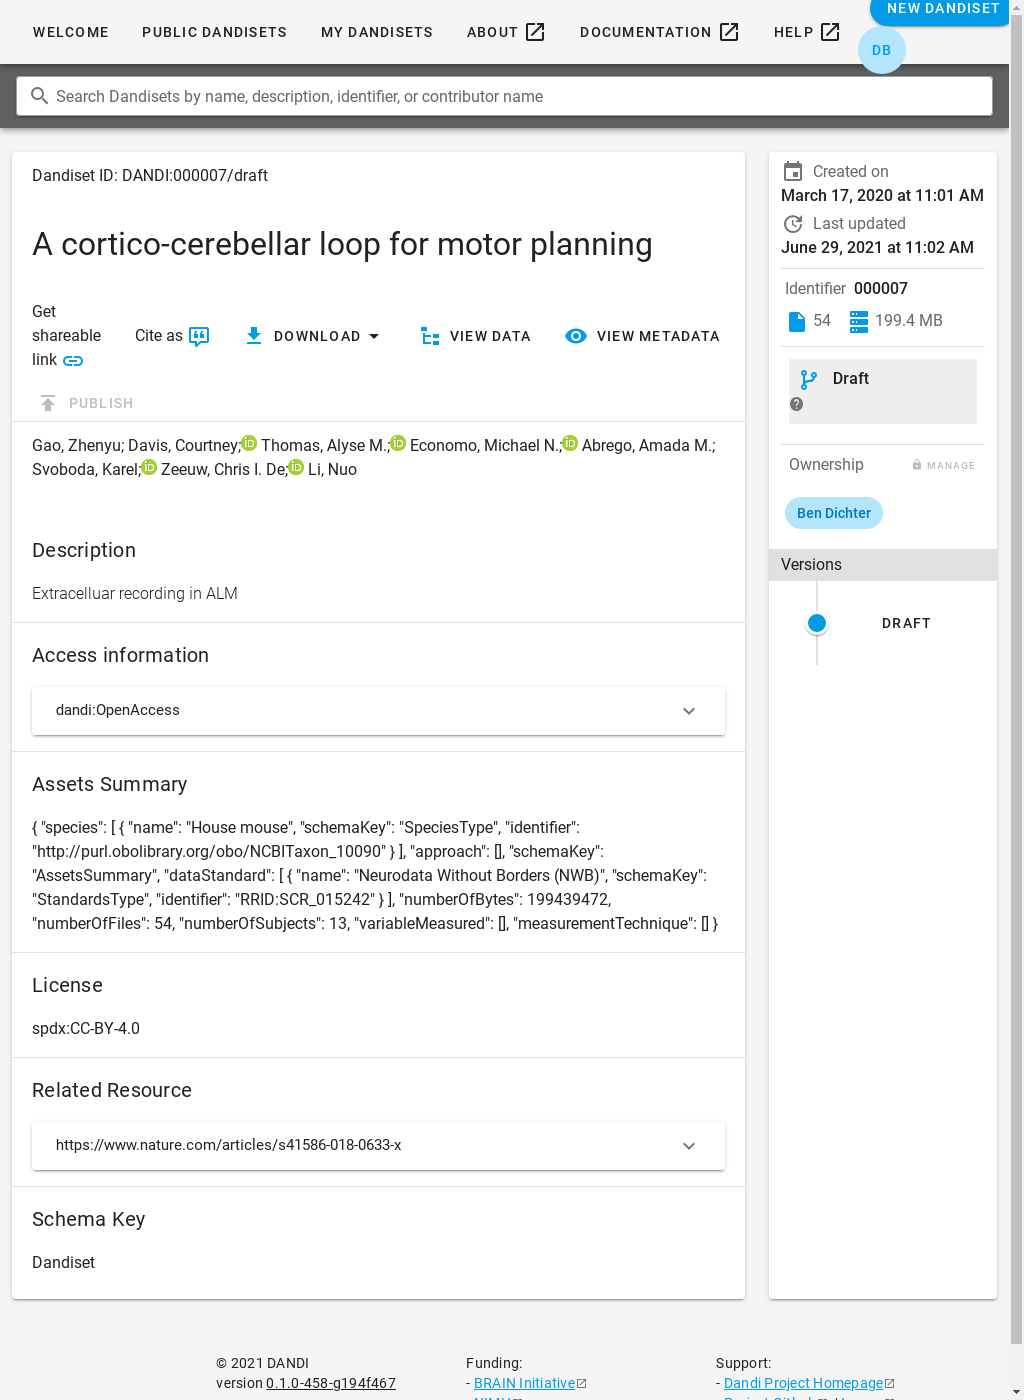 WELCOME PUBLIC DANDISETS MY DANDISETS ABOUT DOCUMENTATION HELP NEW DANDISET
DB
Search Dandisets by name, description, identifier, or contributor name
Dandiset ID: DANDI:000007/draft
A cortico-cerebellar loop for motor planning
Get
shareable
link
Cite as
DOWNLOAD
VIEW DATA
VIEW METADATA
PUBLISH
Gao, Zhenyu; Davis, Courtney; Thomas, Alyse M.; Economo, Michael N.; Abrego, Amada M.;
Svoboda, Karel; Zeeuw, Chris I. De; Li, Nuo
Description
Extracelluar recording in ALM
Access information
dandi:OpenAccess
Assets Summary
{ "species": [ { "name": "House mouse", "schemaKey": "SpeciesType", "identifier":
"http://purl.obolibrary.org/obo/NCBITaxon_10090" } ], "approach": [], "schemaKey":
"AssetsSummary", "dataStandard": [ { "name": "Neurodata Without Borders (NWB)", "schemaKey":
"StandardsType", "identifier": "RRID:SCR_015242" } ], "numberOfBytes": 199439472,
"numberOfFiles": 54, "numberOfSubjects": 13, "variableMeasured": [], "measurementTechnique": [] }
License
spdx:CC-BY-4.0
Related Resource
https://www.nature.com/articles/s41586-018-0633-x
Schema Key
Dandiset
Created on
March 17, 2020 at 11:01 AM
Last updated
June 29, 2021 at 11:02 AM
Identifier 000007
54 199.4 MB
Draft
Ownership MANAGE
Ben Dichter
Versions
DRAFT
© 2021 DANDI
version 0.1.0-458-g194f467
Funding:
- BRAIN Initiative
Support:
- Dandi Project Homepage